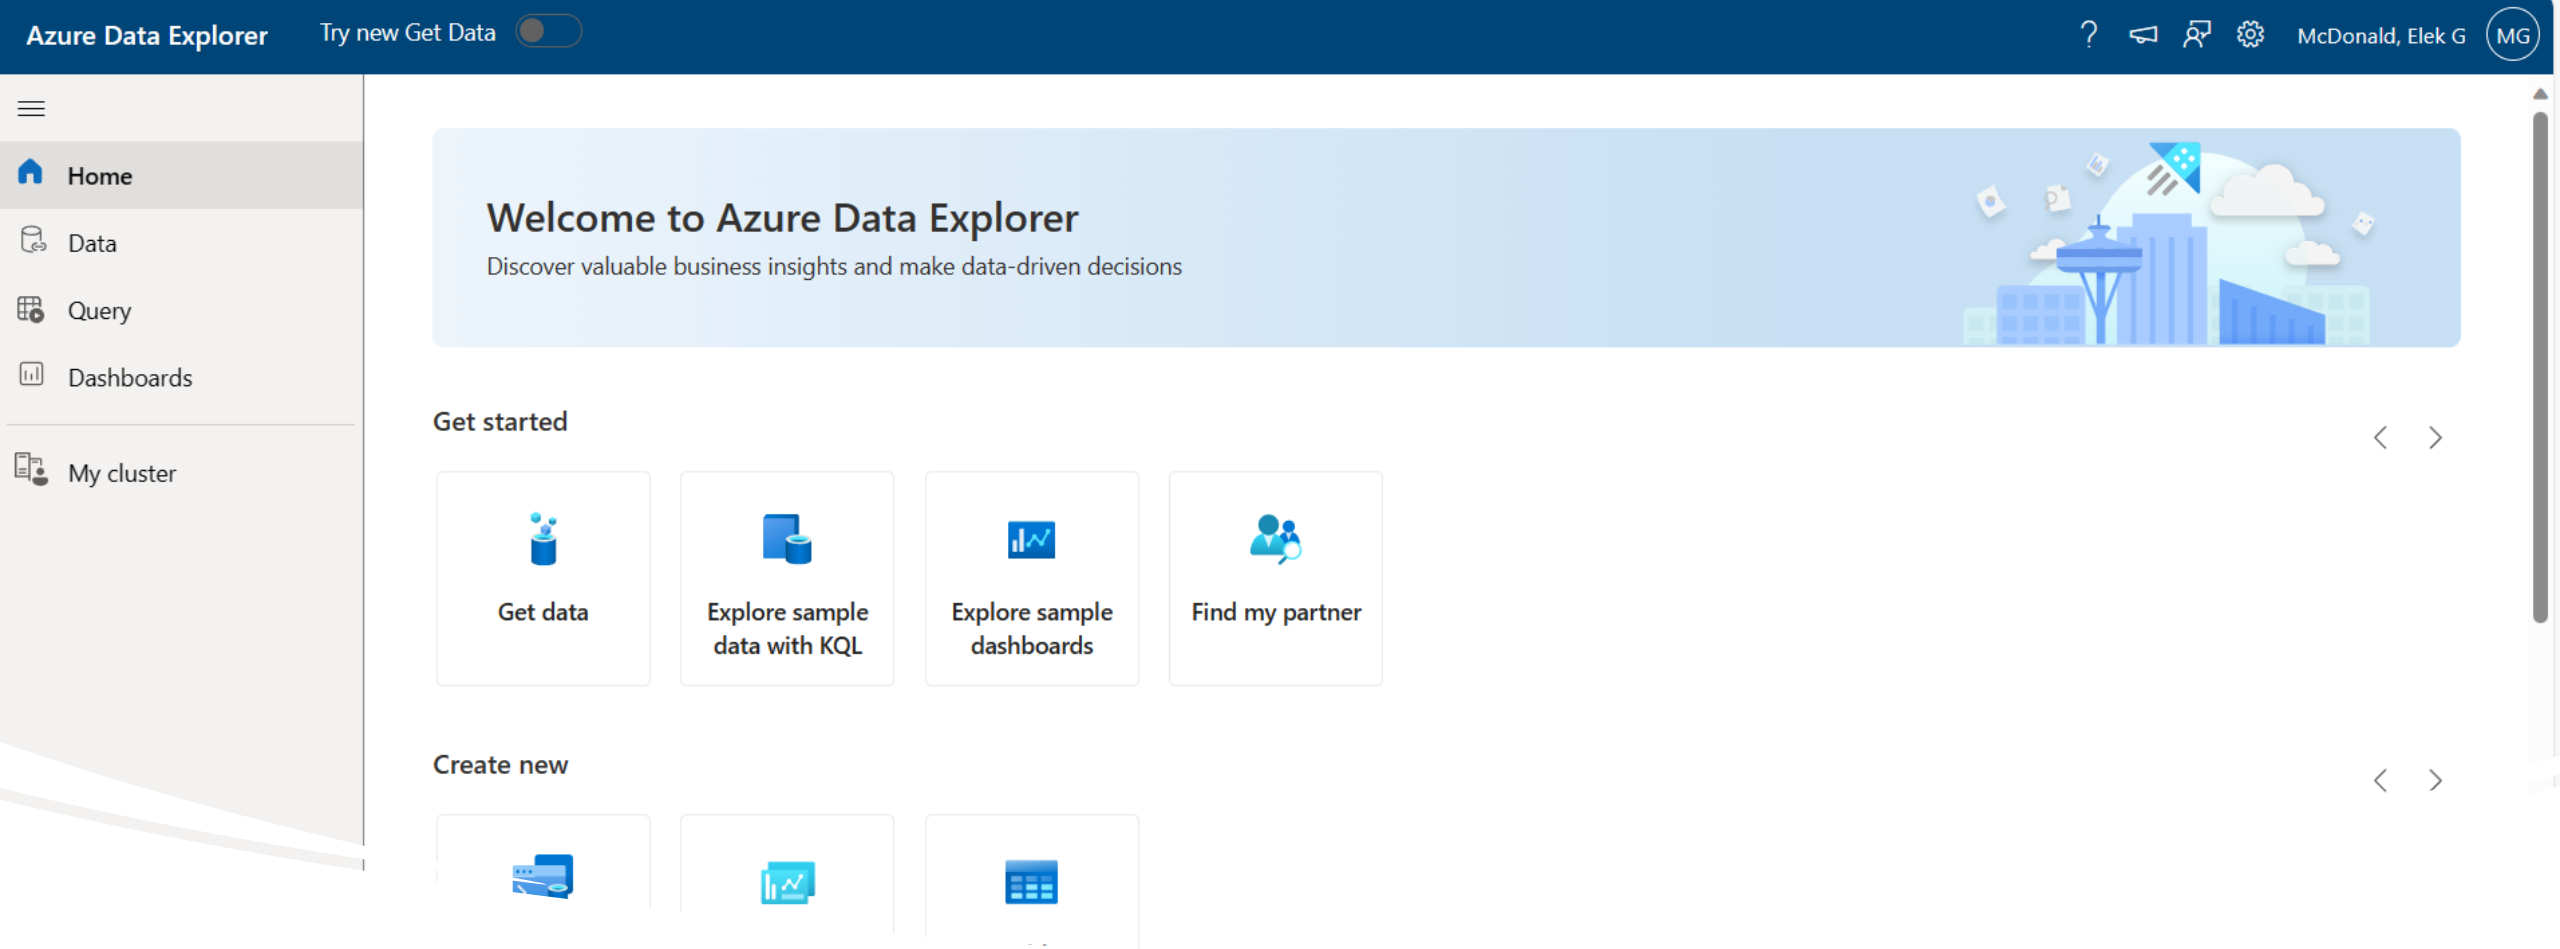 Azure Data Explorer
Try new Get Data
McDonald, Elek G
MG
Home
Data
Query
Dashboards
My cluster
Welcome to Azure Data Explorer
Discover valuable business insights and make data-driven decisions
Get started
Get data
Explore sample
data with KQL
Explore sample
dashboards
Find my partner
Create new